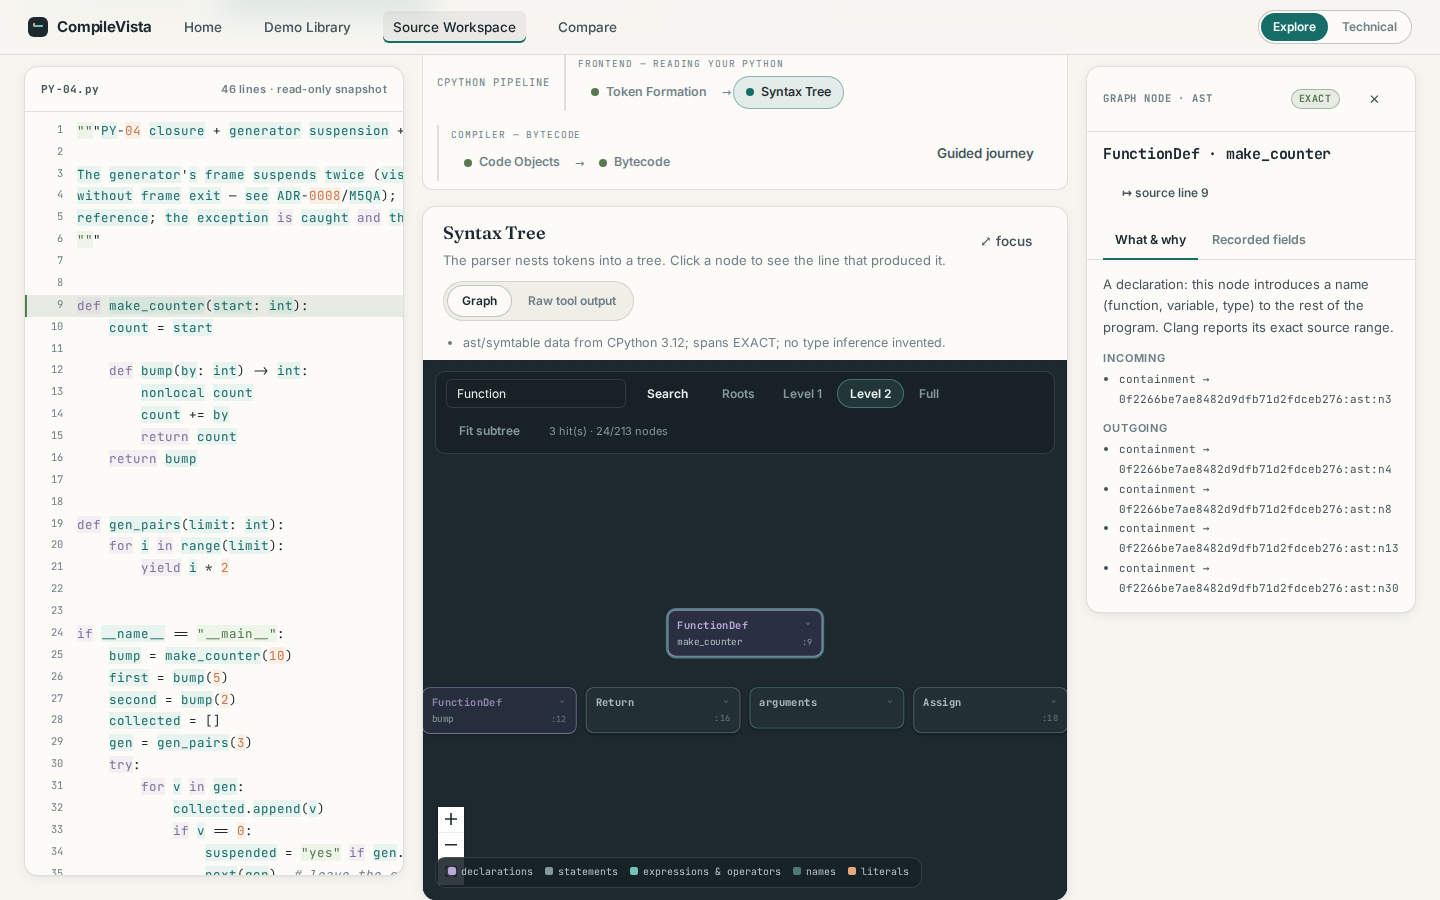 CompileVista
Home
Demo Library
Source Workspace
Compare
Explore
Technical
PY-04.py
46 lines · read-only snapshot
1 """PY-04 closure + generator suspension +
2
3 The generator's frame suspends twice (vis
4 without frame exit — see ADR-0008/M5QA);
5 reference; the exception is caught and th
6 """
7
8
9 def make_counter(start: int):
10 count = start
11
12 def bump(by: int) -> int:
13 nonlocal count
14 count += by
15 return count
16 return bump
17
18
19 def gen_pairs(limit: int):
20 for i in range(limit):
21 yield i * 2
22
23
24 if __name__ == "__main__":
25 bump = make_counter(10)
26 first = bump(5)
27 second = bump(2)
28 collected = []
29 gen = gen_pairs(3)
30 try:
31 for v in gen:
32 collected.append(v)
33 if v == 0:
34 suspended = "yes" if gen.
35
CPYTHON PIPELINE
FRONTEND — READING YOUR PYTHON
Token Formation → Syntax Tree
COMPILER — BYTECODE
Code Objects → Bytecode
Guided journey
Syntax Tree
⤢ focus
The parser nests tokens into a tree. Click a node to see the line that produced it.
Graph
Raw tool output
• ast/symtable data from CPython 3.12; spans EXACT; no type inference invented.
Function
Search
Roots
Level 1
Level 2
Full
Fit subtree
3 hit(s) · 24/213 nodes
FunctionDef
make_counter :9
FunctionDef
bump :12
Return
:16
arguments
Assign
:10
+
−
declarations
statements
expressions & operators
names
literals
GRAPH NODE · AST
EXACT
×
FunctionDef · make_counter
↦ source line 9
What & why
Recorded fields
A declaration: this node introduces a name
(function, variable, type) to the rest of the
program. Clang reports its exact source range.
INCOMING
• containment →
0f2266be7ae8482d9dfb71d2fdceb276:ast:n3
OUTGOING
• containment →
0f2266be7ae8482d9dfb71d2fdceb276:ast:n4
• containment →
0f2266be7ae8482d9dfb71d2fdceb276:ast:n8
• containment →
0f2266be7ae8482d9dfb71d2fdceb276:ast:n13
• containment →
0f2266be7ae8482d9dfb71d2fdceb276:ast:n30